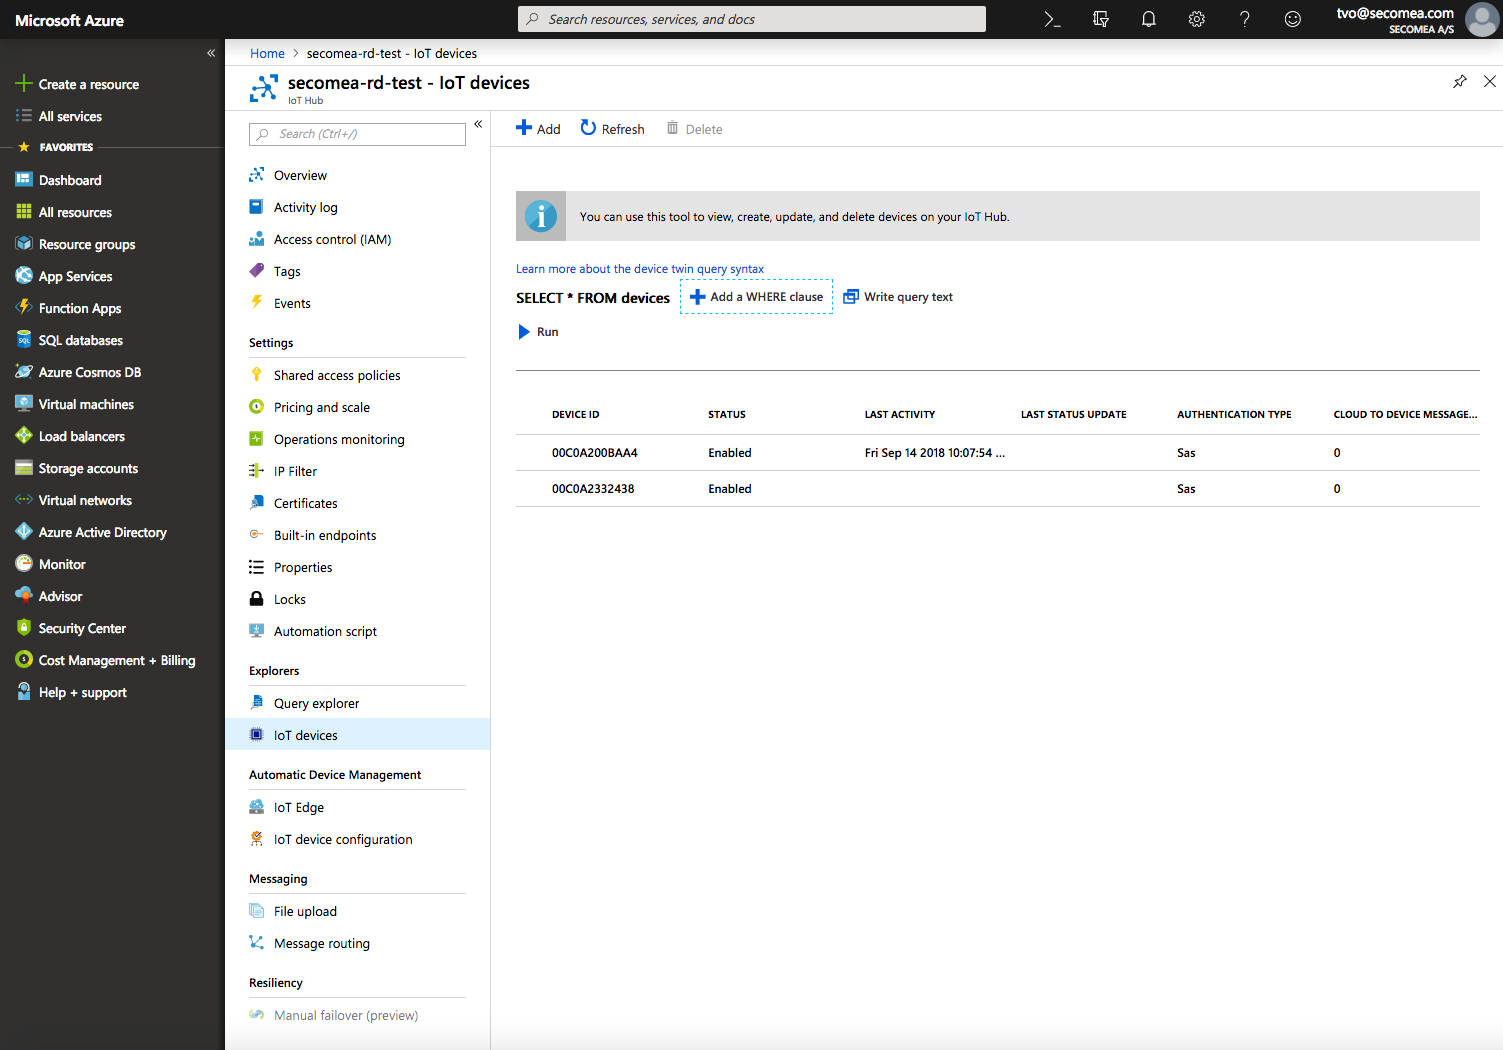 Microsoft Azure
Search resources, services, and docs
tvo@secomea.com
SECOMEA A/S
«
Create a resource
All services
FAVORITES
Dashboard
All resources
Resource groups
App Services
Function Apps
SQL databases
Azure Cosmos DB
Virtual machines
Load balancers
Storage accounts
Virtual networks
Azure Active Directory
Monitor
Advisor
Security Center
Cost Management + Billing
Help + support
Home > secomea-rd-test - IoT devices
secomea-rd-test - IoT devices
IoT Hub
Search (Ctrl+/)
«
Overview
Activity log
Access control (IAM)
Tags
Events
Settings
Shared access policies
Pricing and scale
Operations monitoring
IP Filter
Certificates
Built-in endpoints
Properties
Locks
Automation script
Explorers
Query explorer
IoT devices
Automatic Device Management
IoT Edge
IoT device configuration
Messaging
File upload
Message routing
Resiliency
Manual failover (preview)
Add Refresh Delete
You can use this tool to view, create, update, and delete devices on your IoT Hub.
Learn more about the device twin query syntax
SELECT * FROM devices Add a WHERE clause Write query text
Run
DEVICE ID STATUS LAST ACTIVITY LAST STATUS UPDATE AUTHENTICATION TYPE CLOUD TO DEVICE MESSAGE...
00C0A200BAA4 Enabled Fri Sep 14 2018 10:07:54 ... Sas 0
00C0A2332438 Enabled Sas 0